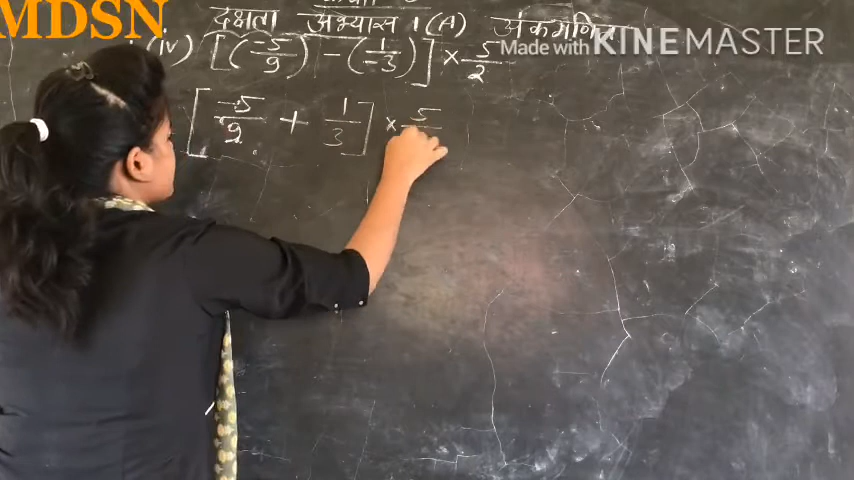 MDSN
दक्षता अभ्यास 1 (A) अंकगणित
Made with KINEMASTER
(iv) [(-5/9) - (1/-3)] × 5/2
[-5/9 + 1/3] × 5